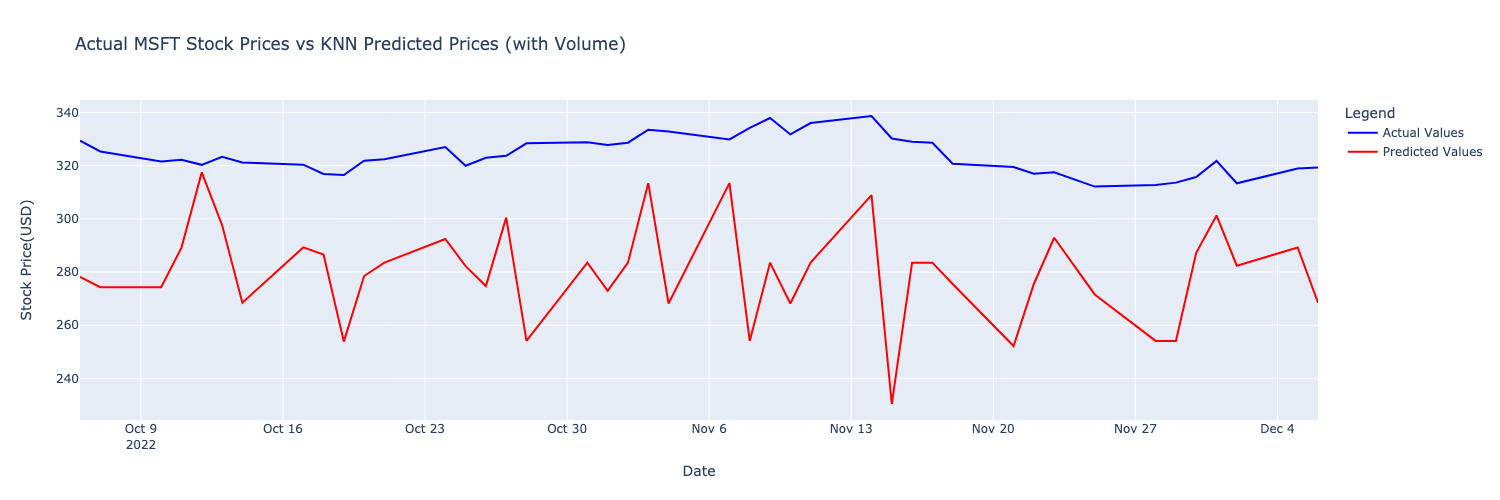 Actual MSFT Stock Prices vs KNN Predicted Prices (with Volume)
Legend
Actual Values
Predicted Values
Stock Price(USD)
340
320
300
280
260
240
Oct 9
2022
Oct 16
Oct 23
Oct 30
Nov 6
Nov 13
Nov 20
Nov 27
Dec 4
Date